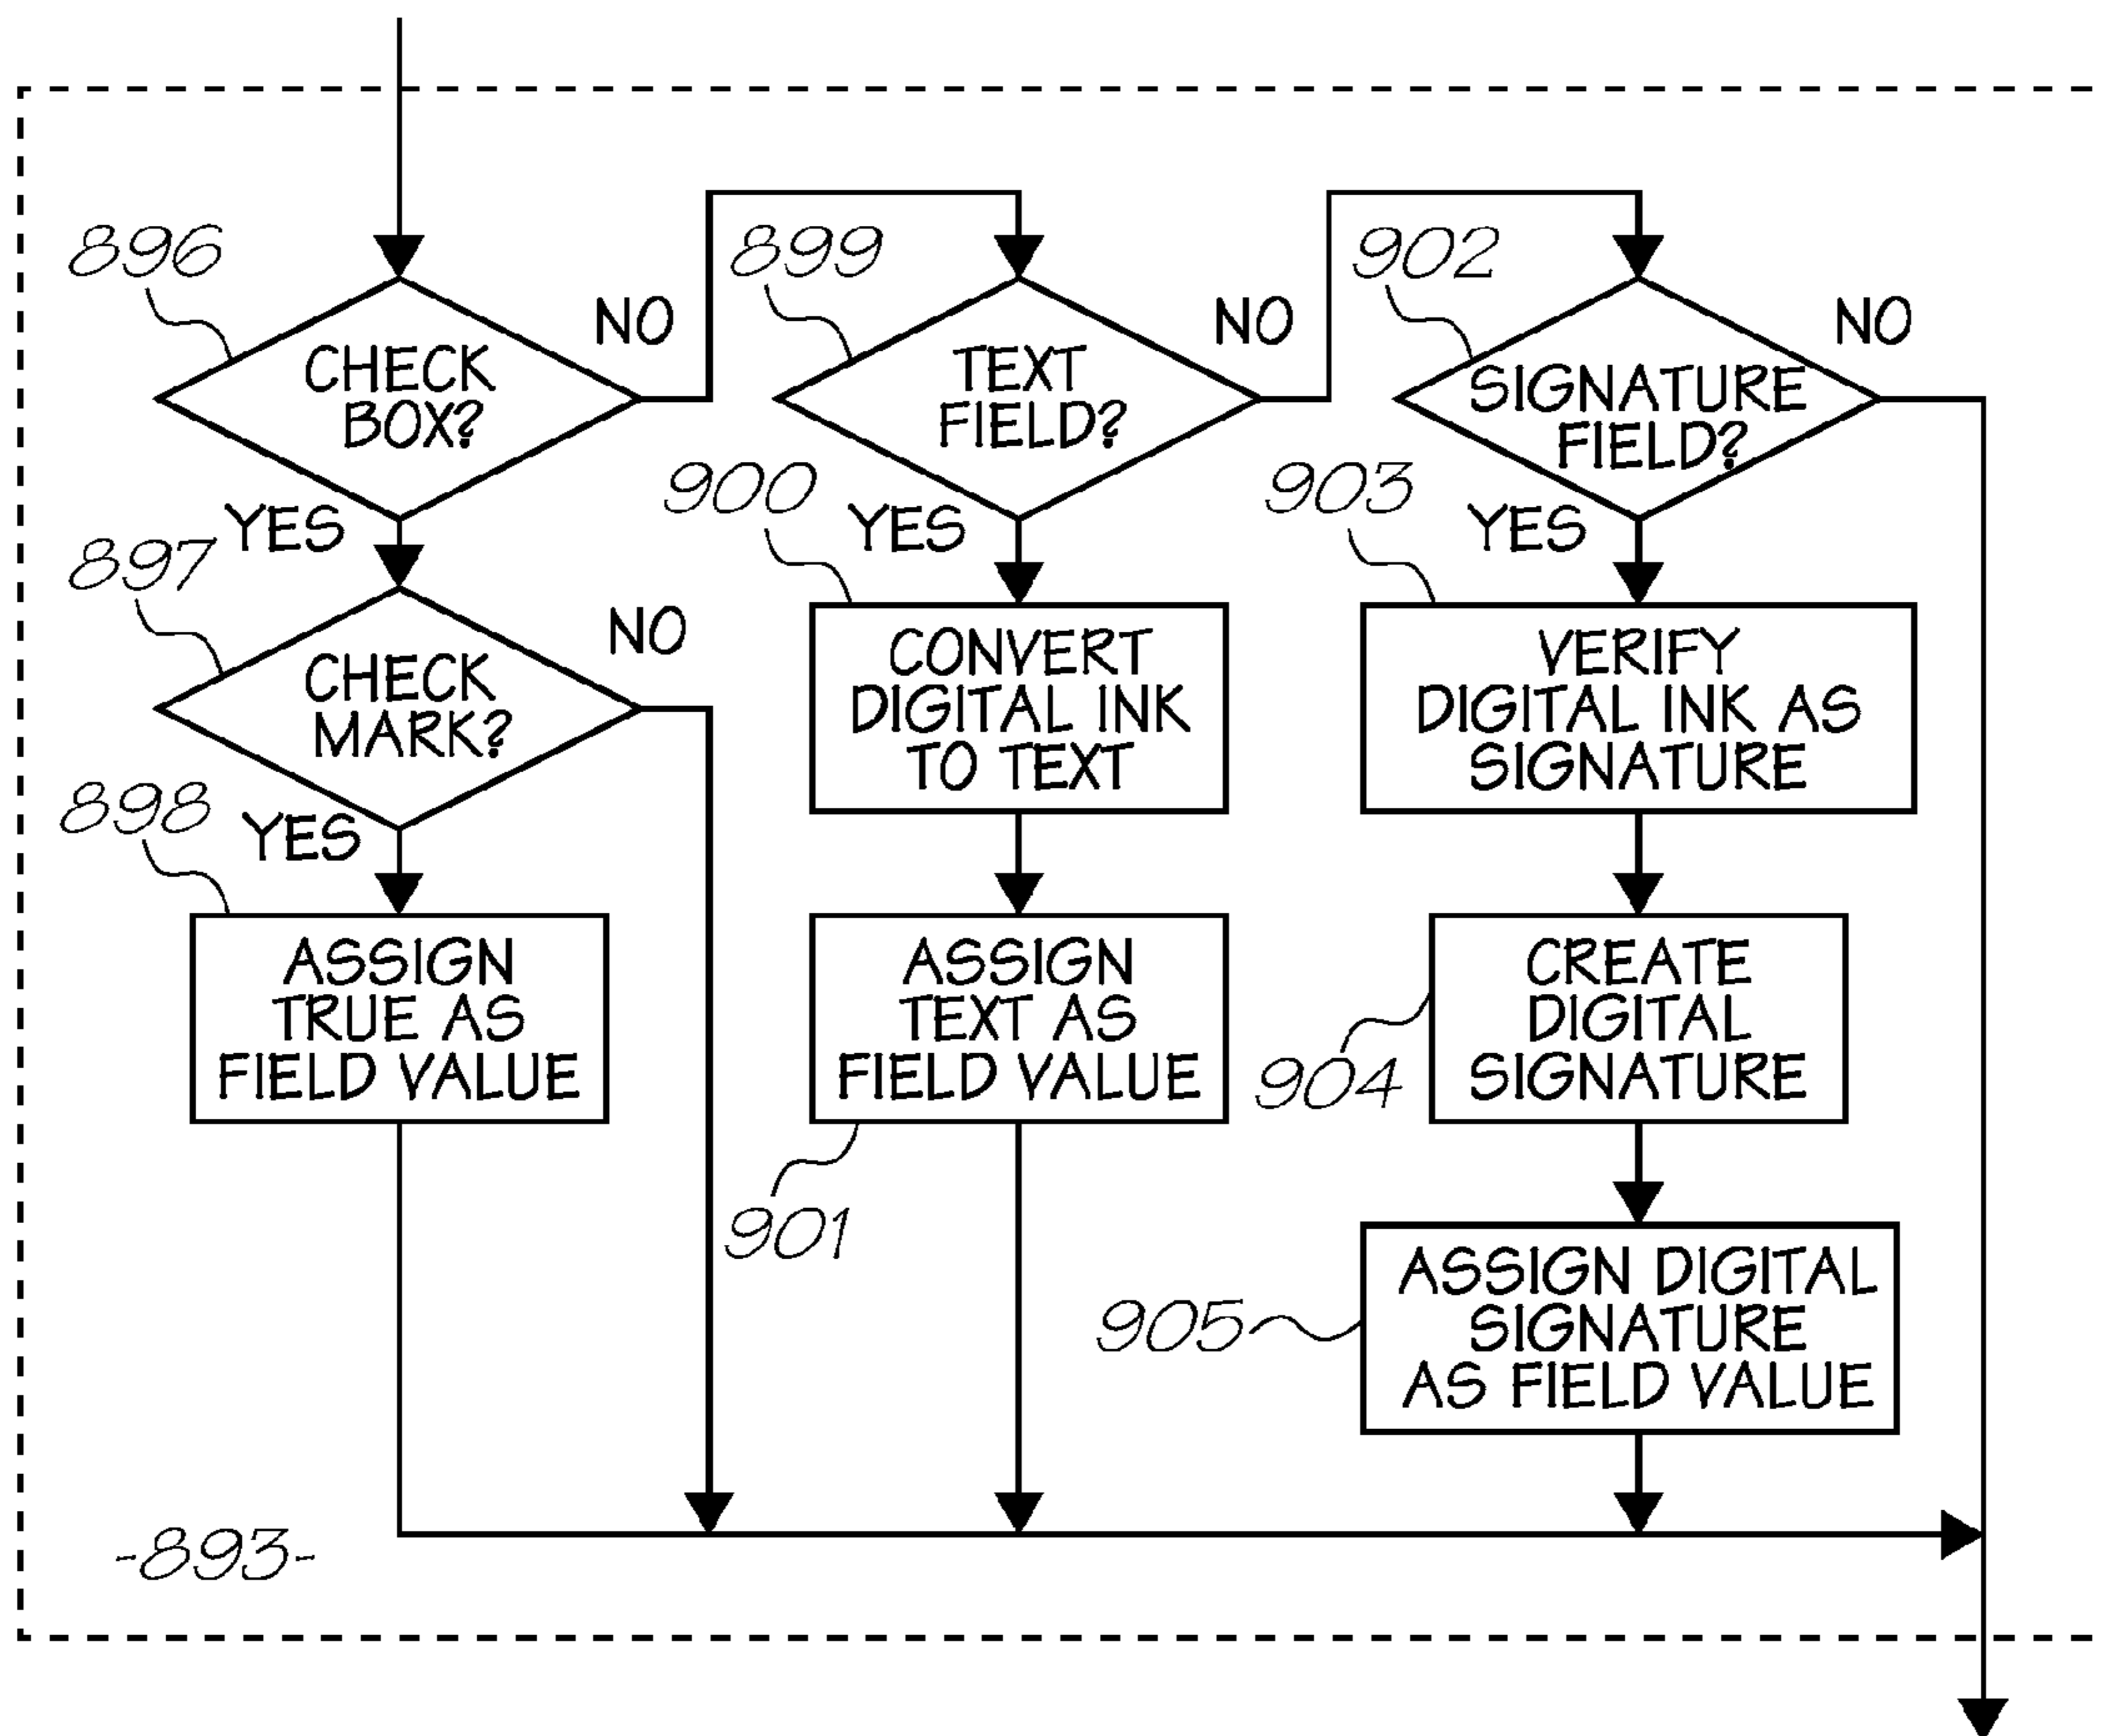 896
CHECK
BOX?
NO
YES
897
CHECK
MARK?
NO
YES
898
ASSIGN
TRUE AS
FIELD VALUE
899
TEXT
FIELD?
NO
YES
900
CONVERT
DIGITAL INK
TO TEXT
ASSIGN
TEXT AS
FIELD VALUE
901
902
SIGNATURE
FIELD?
NO
YES
903
VERIFY
DIGITAL INK AS
SIGNATURE
CREATE
DIGITAL
SIGNATURE
904
ASSIGN DIGITAL
SIGNATURE
AS FIELD VALUE
905
-893-